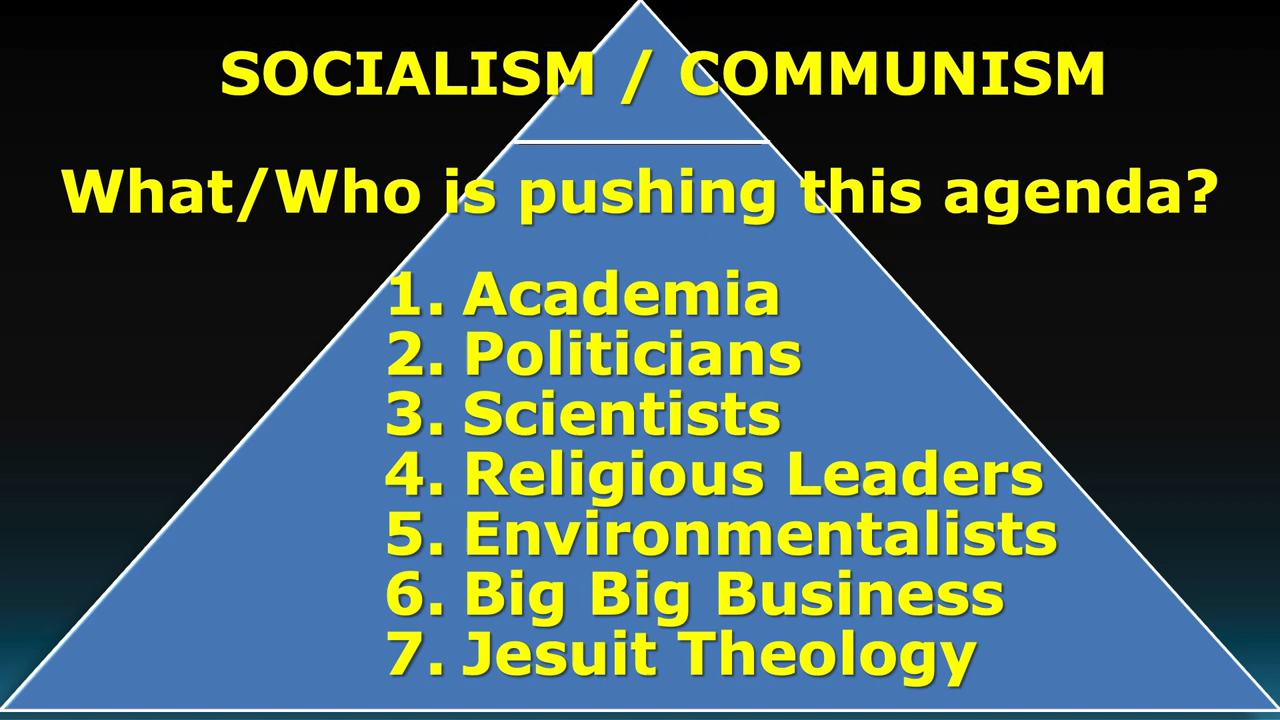 SOCIALISM / COMMUNISM
What/Who is pushing this agenda?
1. Academia
2. Politicians
3. Scientists
4. Religious Leaders
5. Environmentalists
6. Big Big Business
7. Jesuit Theology